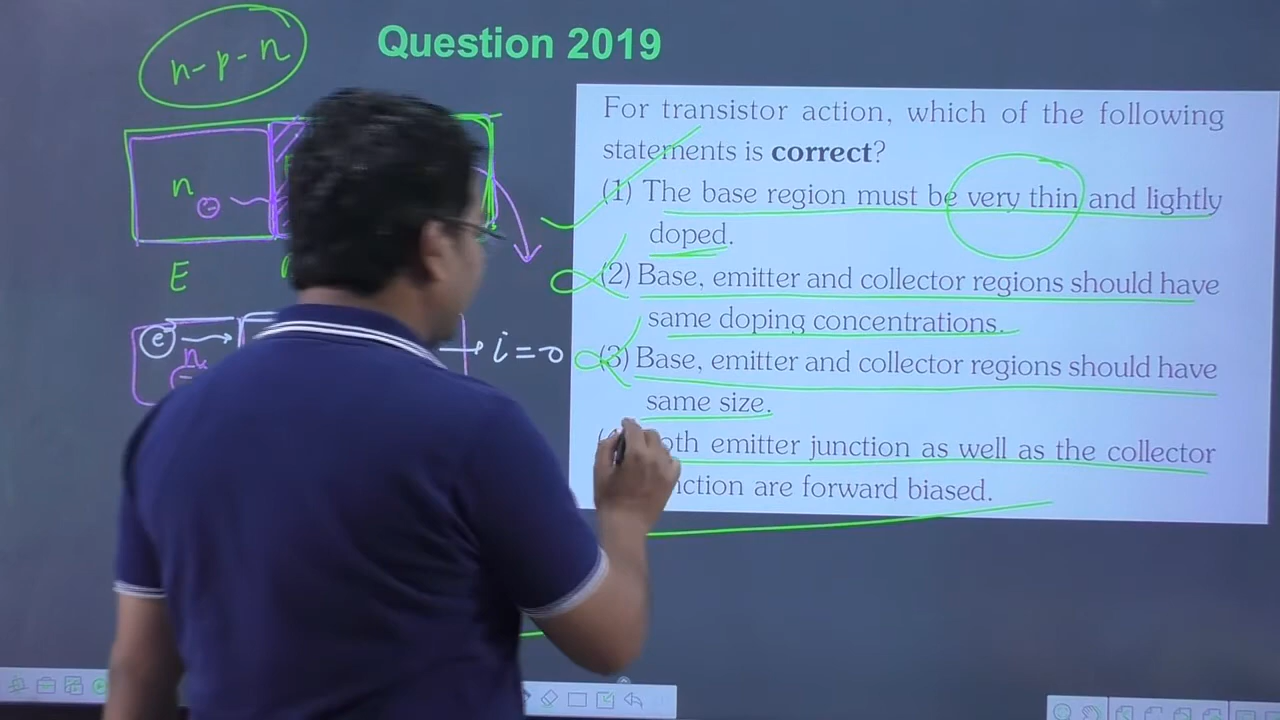 n-p-n
Question 2019
For transistor action, which of the following
statements is correct?
(1) The base region must be very thin and lightly
doped.
(2) Base, emitter and collector regions should have
same doping concentrations.
(3) Base, emitter and collector regions should have
same size.
emitter junction as well as the collector
are forward biased.
n
E
e
n
i=0